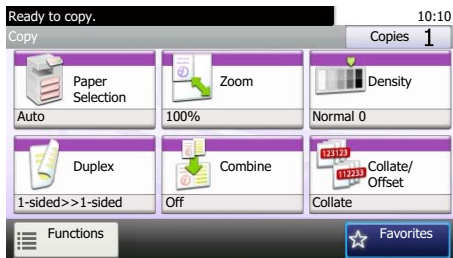 Ready to copy.
10:10
Copy
Copies 1
Paper
Selection
Auto
Zoom
100%
Density
Normal 0
Duplex
1-sided>>1-sided
Combine
Off
123123
112233
Collate/
Offset
Collate
Functions
Favorites